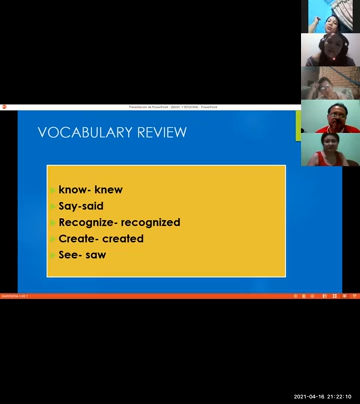 VOCABULARY REVIEW
know- knew
Say-said
Recognize- recognized
Create- created
See- saw
2021-04-16 21:22:10